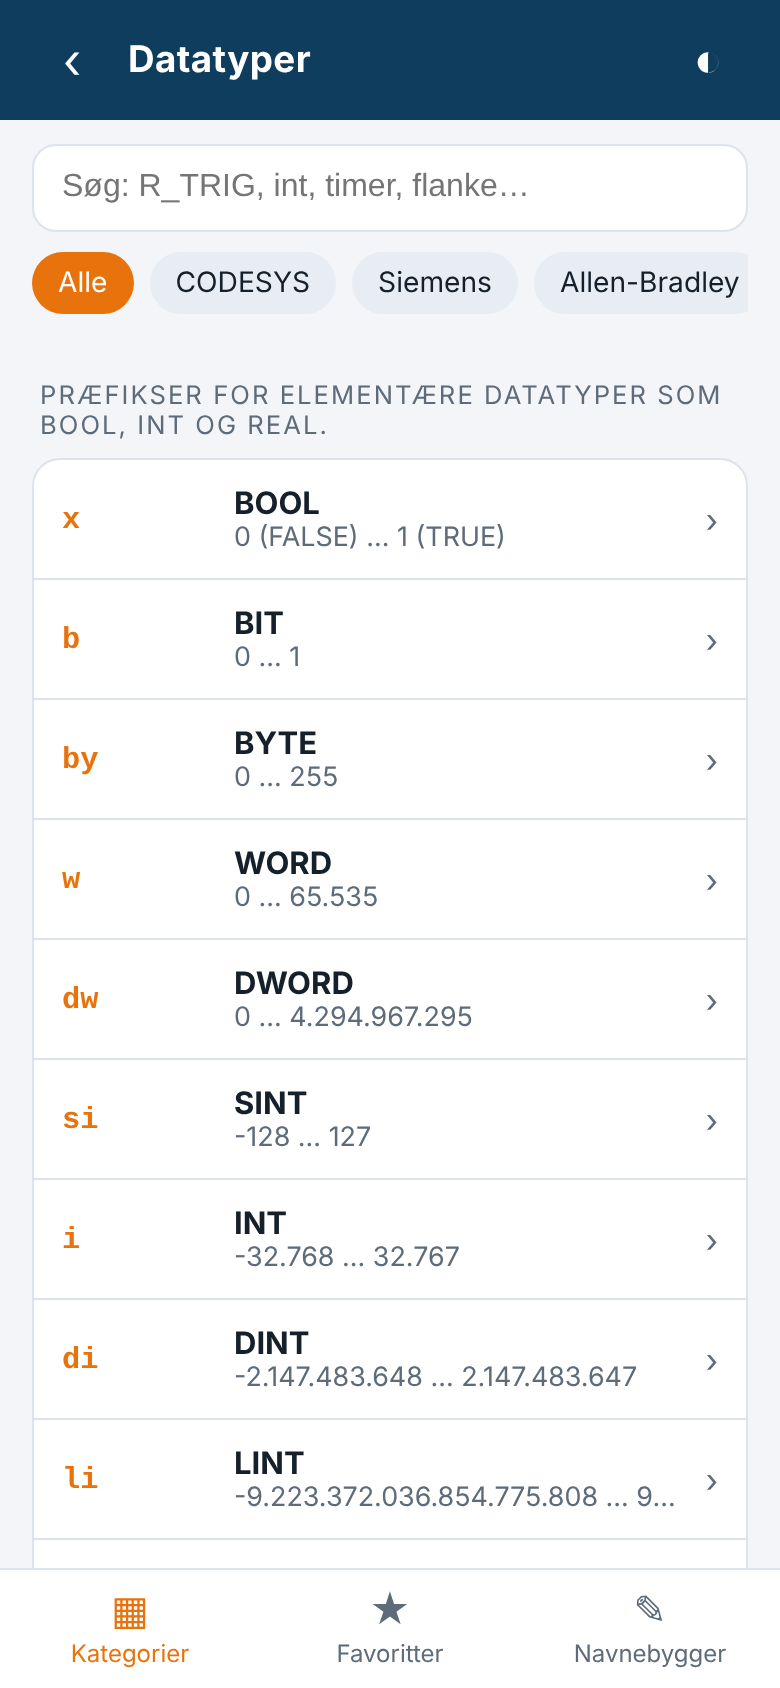 Datatyper
Søg: R_TRIG, int, timer, flanke...
Alle
CODESYS
Siemens
Allen-Bradley
PRÆFIKSER FOR ELEMENTÆRE DATATYPER SOM
BOOL, INT OG REAL.
x
BOOL
0 (FALSE) ... 1 (TRUE)
b
BIT
0 ... 1
by
BYTE
0 ... 255
w
WORD
0 ... 65.535
dw
DWORD
0 ... 4.294.967.295
si
SINT
-128 ... 127
i
INT
-32.768 ... 32.767
di
DINT
-2.147.483.648 ... 2.147.483.647
li
LINT
-9.223.372.036.854.775.808 ... 9...
Kategorier
Favoritter
Navnebygger